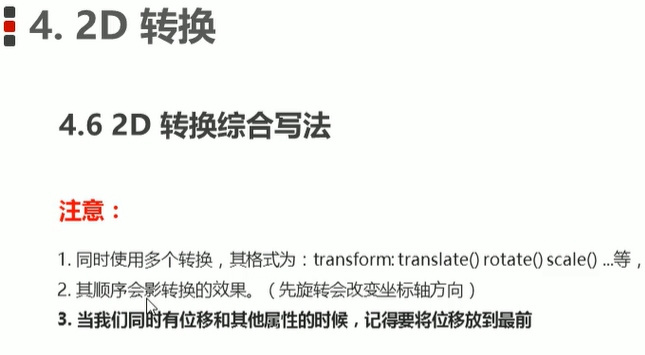 4. 2D 转换
4.6 2D 转换综合写法
注意：
1. 同时使用多个转换，其格式为：transform: translate() rotate() scale() ...等，
2. 其顺序会影转换的效果。（先旋转会改变坐标轴方向）
3. 当我们同时有位移和其他属性的时候，记得要将位移放到最前